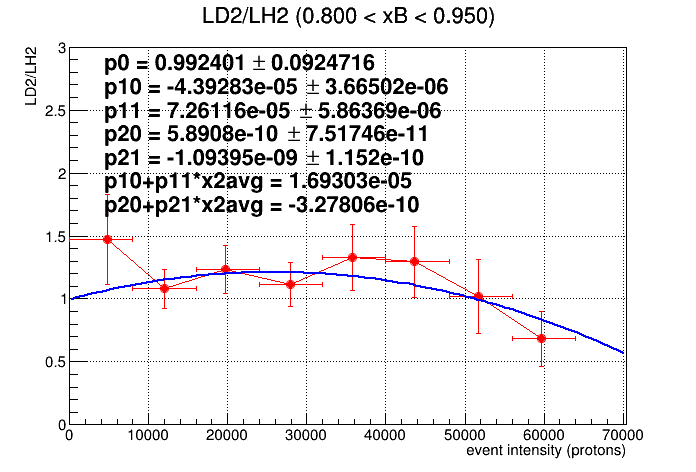 LD2/LH2 (0.800 < xB < 0.950)
LD2/LH2
p0 = 0.992401 ± 0.0924716
p10 = -4.39283e-05 ± 3.66502e-06
p11 = 7.26116e-05 ± 5.86369e-06
p20 = 5.8908e-10 ± 7.51746e-11
p21 = -1.09395e-09 ± 1.152e-10
p10+p11*x2avg = 1.69303e-05
p20+p21*x2avg = -3.27806e-10
3
2.5
2
1.5
1
0.5
0
0 10000 20000 30000 40000 50000 60000 70000
event intensity (protons)